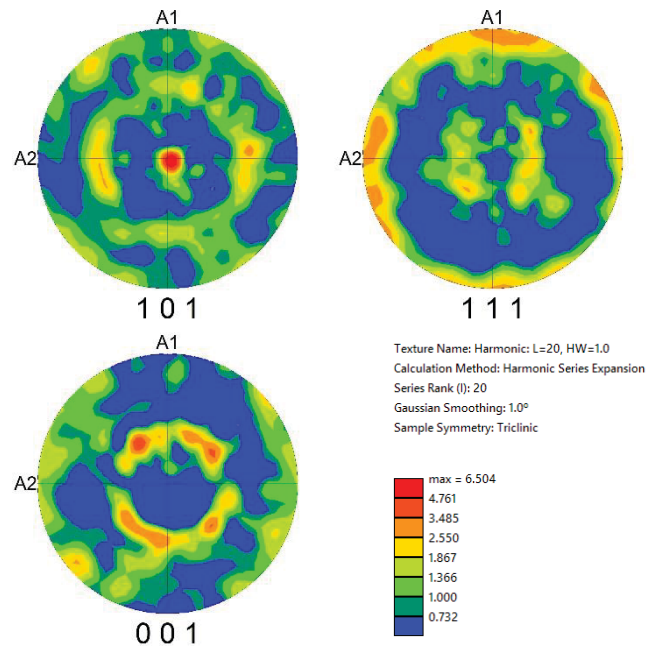 A1
A2
1 0 1
A1
A2
1 1 1
A1
A2
0 0 1
Texture Name: Harmonic: L=20, HW=1.0
Calculation Method: Harmonic Series Expansion
Series Rank (l): 20
Gaussian Smoothing: 1.0°
Sample Symmetry: Triclinic
max = 6.504
4.761
3.485
2.550
1.867
1.366
1.000
0.732